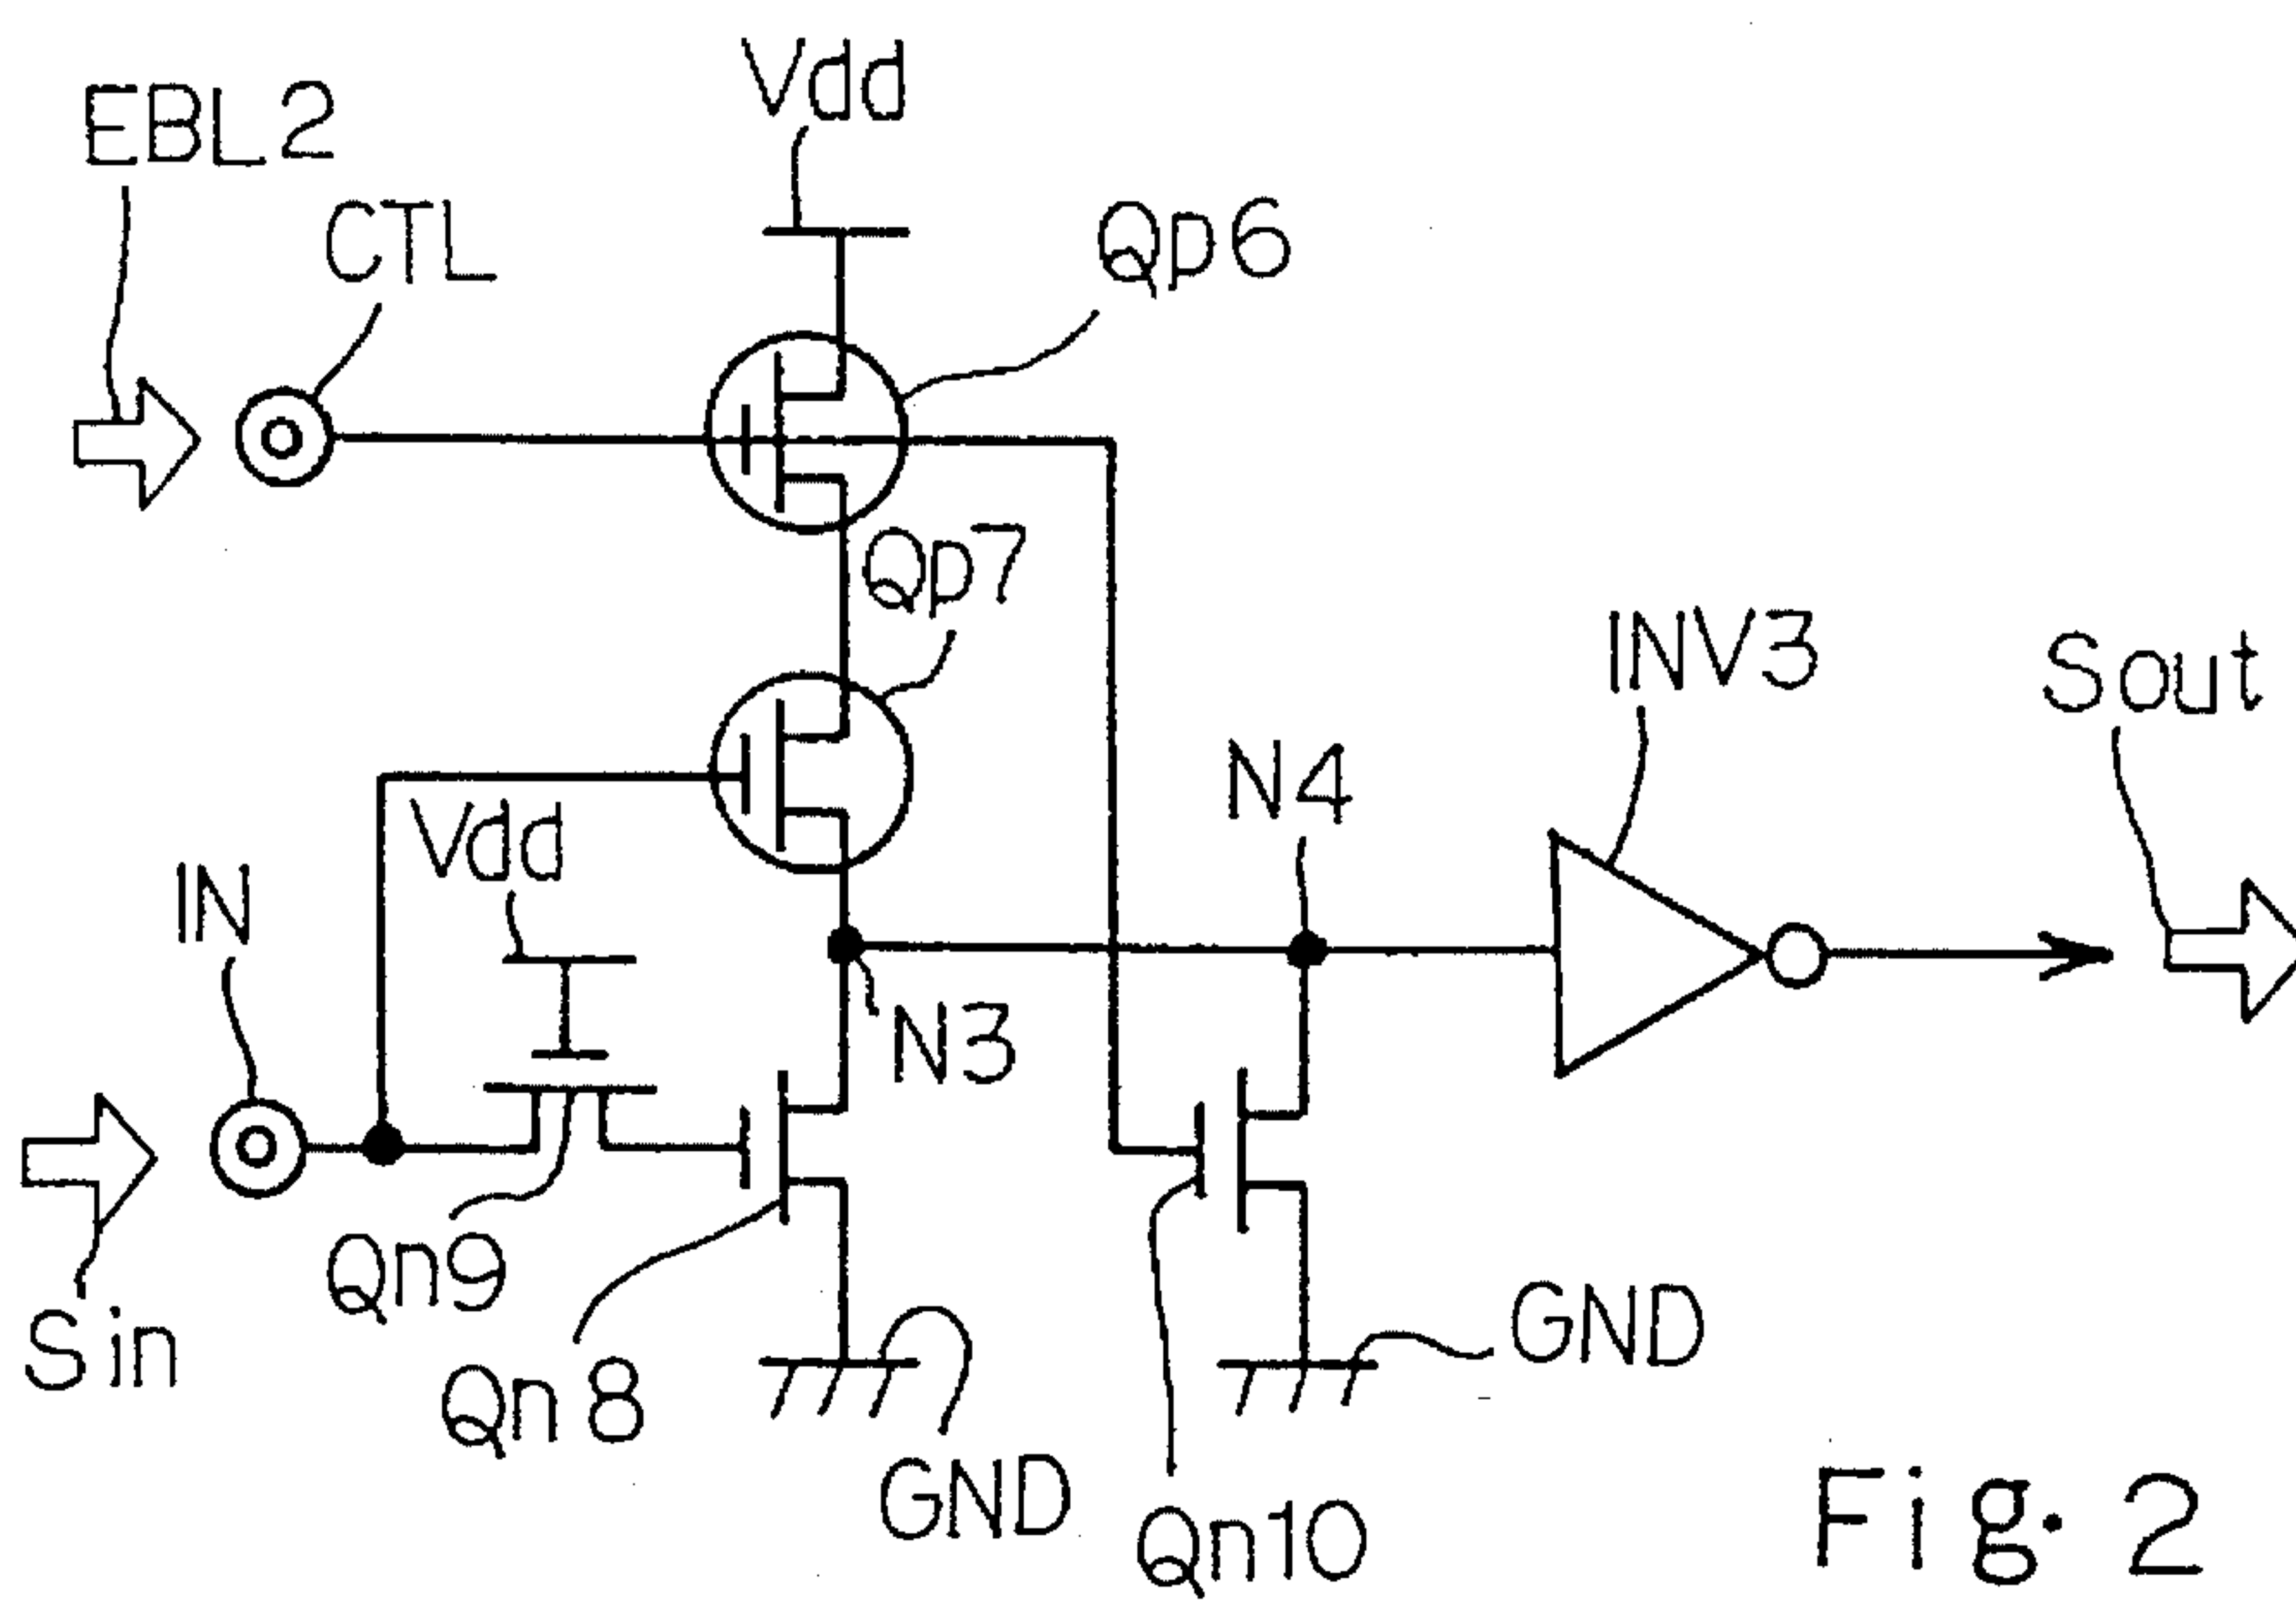 Vdd
EBL2
CTL
Qp6
Qp7
INV3
Sout
N4
Vdd
IN
N3
Qn9
Sin
Qn8
GND
GND
Qn10
Fig. 2